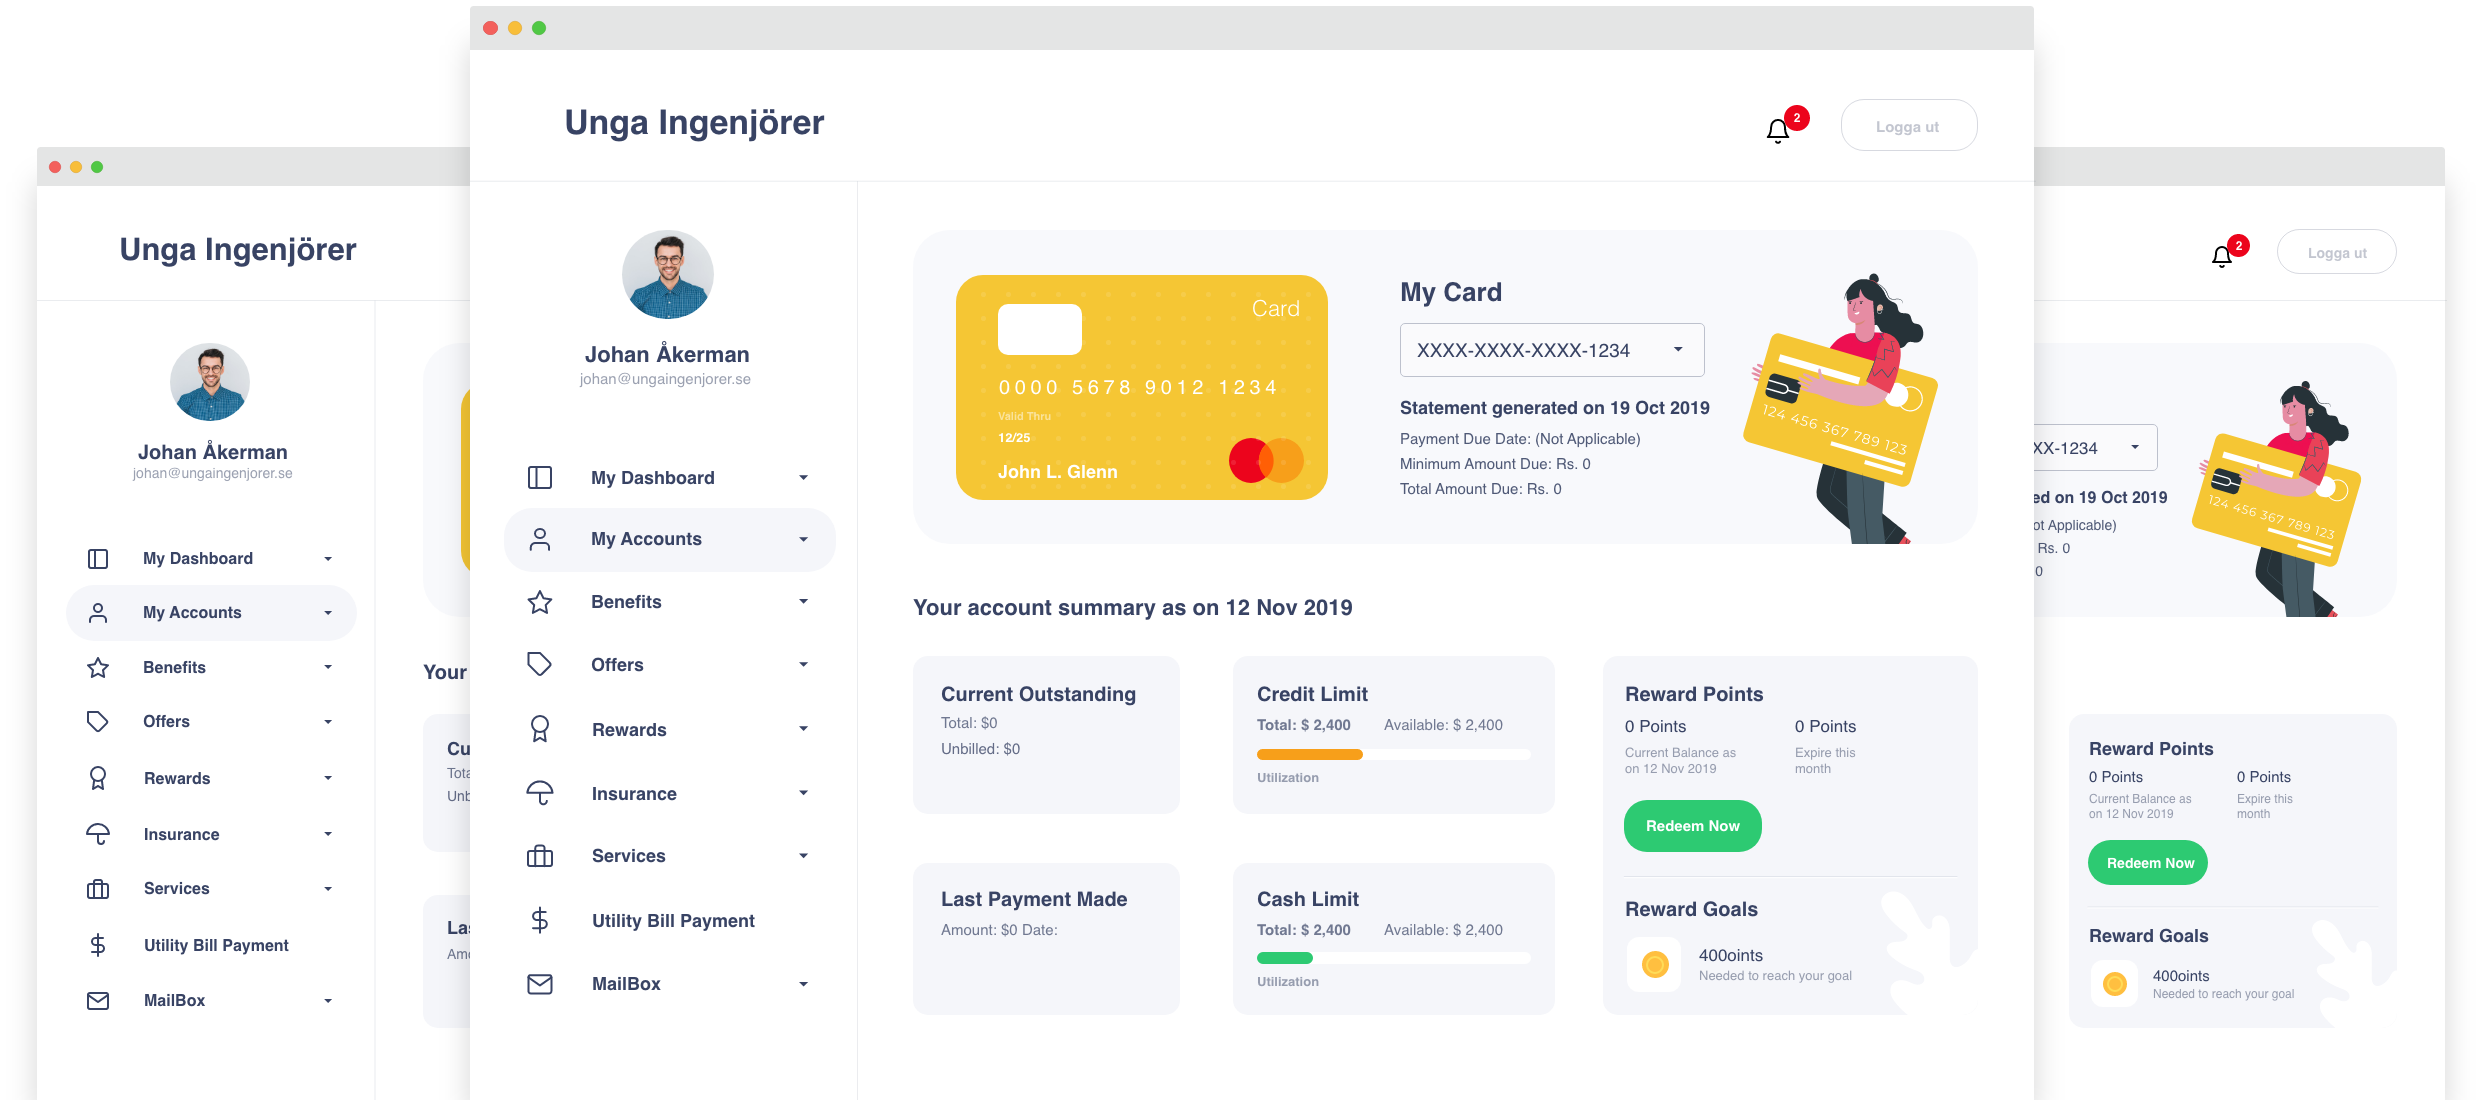 Unga Ingenjörer
2
Logga ut
Johan Åkerman
johan@ungaingenjorer.se
My Dashboard
My Accounts
Benefits
Offers
Rewards
Insurance
Services
Utility Bill Payment
MailBox
Card
0000 5678 9012 1234
Valid Thru
12/25
John L. Glenn
My Card
XXXX-XXXX-XXXX-1234
Statement generated on 19 Oct 2019
Payment Due Date: (Not Applicable)
Minimum Amount Due: Rs. 0
Total Amount Due: Rs. 0
124 456 367 789 123
Your account summary as on 12 Nov 2019
Current Outstanding
Total: $0
Unbilled: $0
Credit Limit
Total: $ 2,400 Available: $ 2,400
Utilization
Last Payment Made
Amount: $0 Date:
Cash Limit
Total: $ 2,400 Available: $ 2,400
Utilization
Reward Points
0 Points 0 Points
Current Balance as Expire this
on 12 Nov 2019 month
Redeem Now
Reward Goals
400oints
Needed to reach your goal
Unga Ingenjörer
Johan Åkerman
johan@ungaingenjorer.se
My Dashboard
My Accounts
Benefits
Offers
Rewards
Insurance
Services
Utility Bill Payment
MailBox
Your
Cu
Tota
Unb
Las
Amo
2
Logga ut
XX-1234
ed on 19 Oct 2019
ot Applicable)
Rs. 0
0
124 456 367 789 123
Reward Points
0 Points 0 Points
Current Balance as Expire this
on 12 Nov 2019 month
Redeem Now
Reward Goals
400oints
Needed to reach your goal